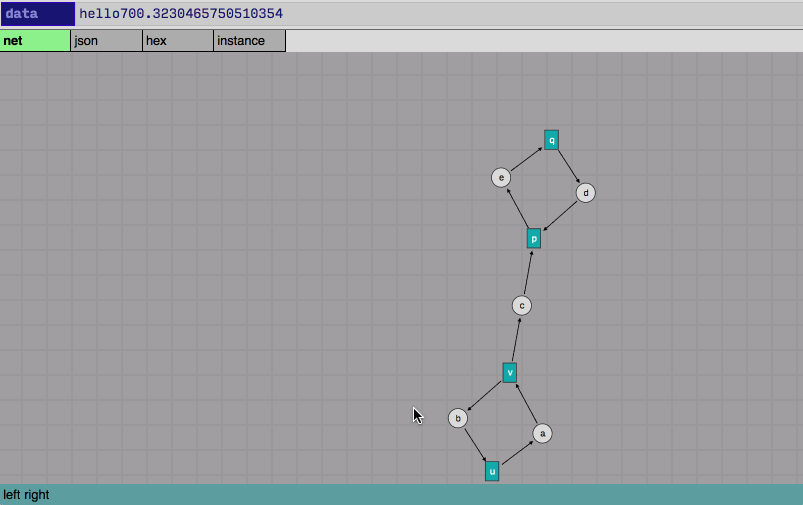 data hello700.3230465750510354
net json hex instance
q
e
d
p
c
v
b
a
u
left right